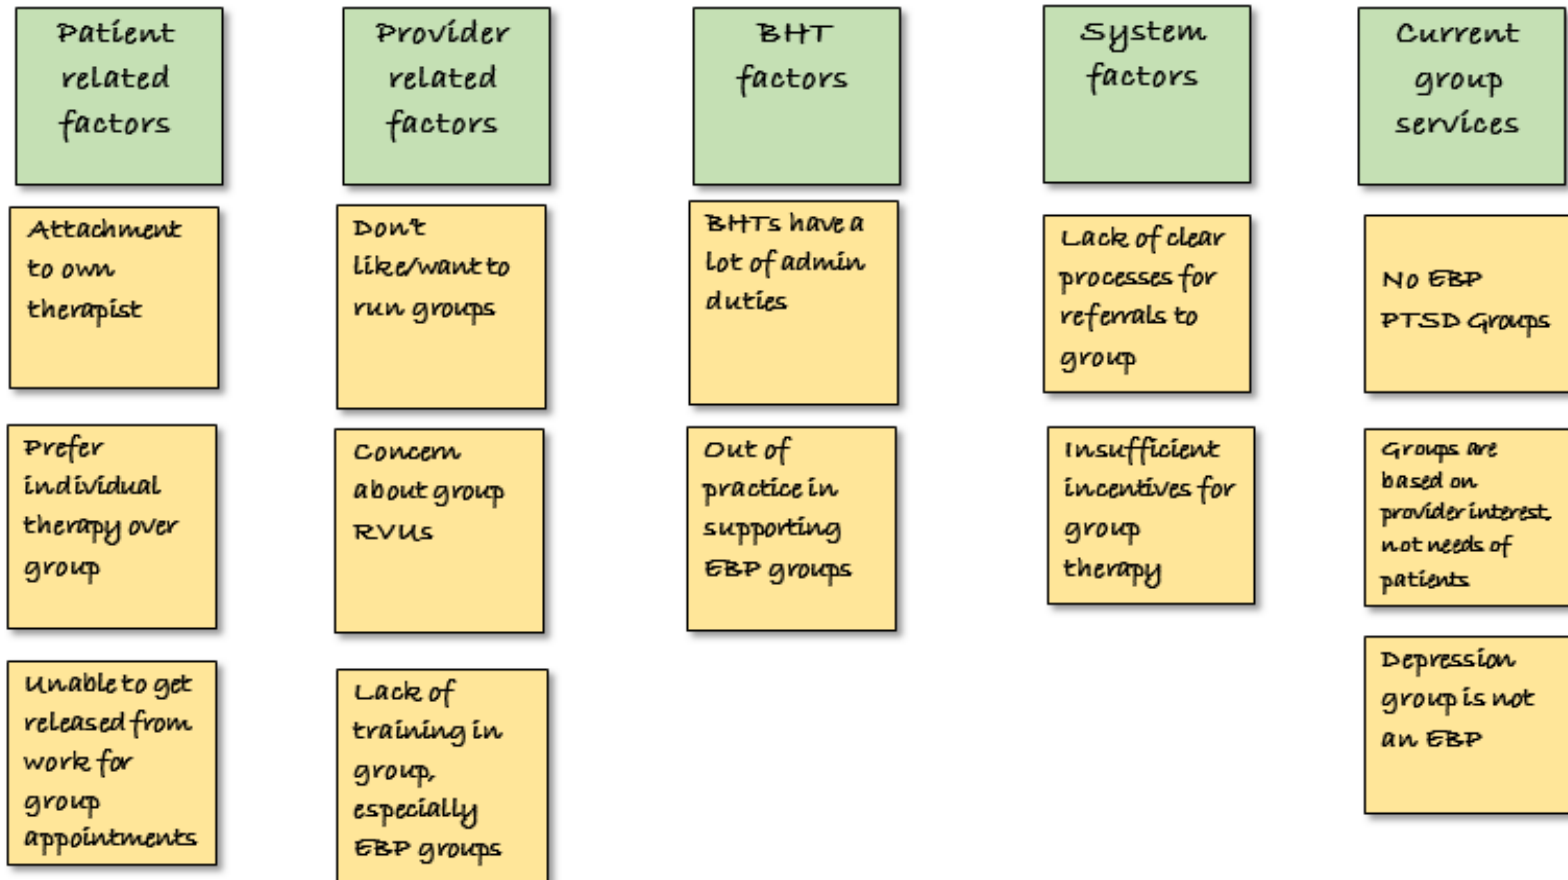 Patient
related
factors
Attachment
to own
therapist
Prefer
individual
therapy over
group
Unable to get
released from
work for
group
appointments
Provider
related
factors
Don't
like/want to
run groups
Concern
about group
RVUs
Lack of
training in
group,
especially
EBP groups
BHT
factors
BHTs have a
lot of admin
duties
Out of
practice in
supporting
EBP groups
System
factors
Lack of clear
processes for
referrals to
group
Insufficient
incentives for
group
therapy
Current
group
services
No EBP
PTSD Groups
Groups are
based on
provider interest,
not needs of
patients
Depression
group is not
an EBP